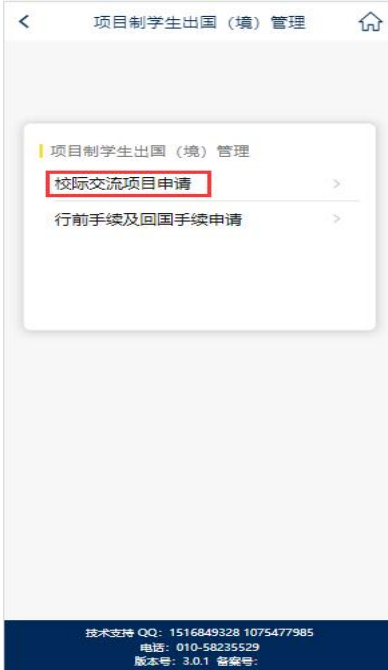 项目制学生出国（境）管理
项目制学生出国（境）管理
校际交流项目申请
行前手续及回国手续申请
技术支持 QQ：1516849328 1075477985
电话：010-58235529
版本号：3.0.1 备案号：